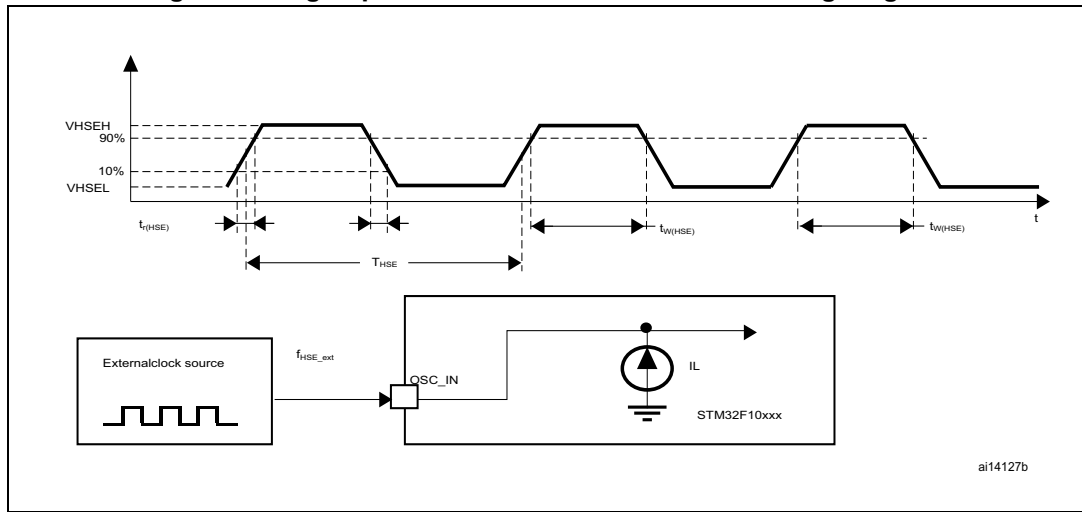 VHSEH
90%
10%
VHSEL
tr(HSE)
tW(HSE)
tW(HSE)
t
THSE
Externalclock source
fHSE_ext
OSC_IN
IL
STM32F10xxx
ai14127b